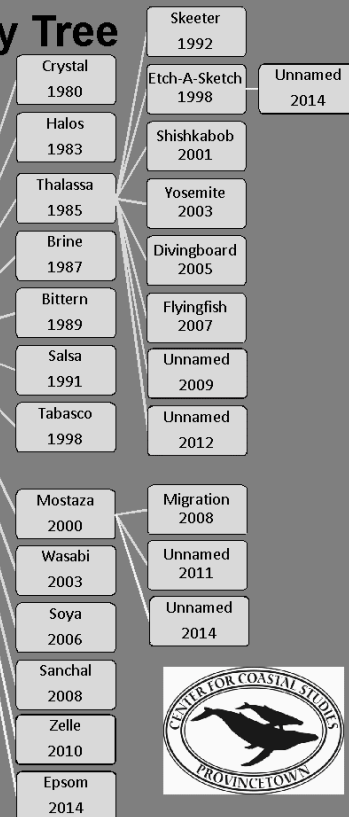 y Tree
Crystal
1980
Halos
1983
Thalassa
1985
Brine
1987
Bittern
1989
Salsa
1991
Tabasco
1998
Mostaza
2000
Wasabi
2003
Soya
2006
Sanchal
2008
Zelle
2010
Epsom
2014
Skeeter
1992
Etch-A-Sketch
1998
Shishkabob
2001
Yosemite
2003
Divingboard
2005
Flyingfish
2007
Unnamed
2009
Unnamed
2012
Migration
2008
Unnamed
2011
Unnamed
2014
Unnamed
2014
CENTER FOR COASTAL STUDIES
PROVINCETOWN